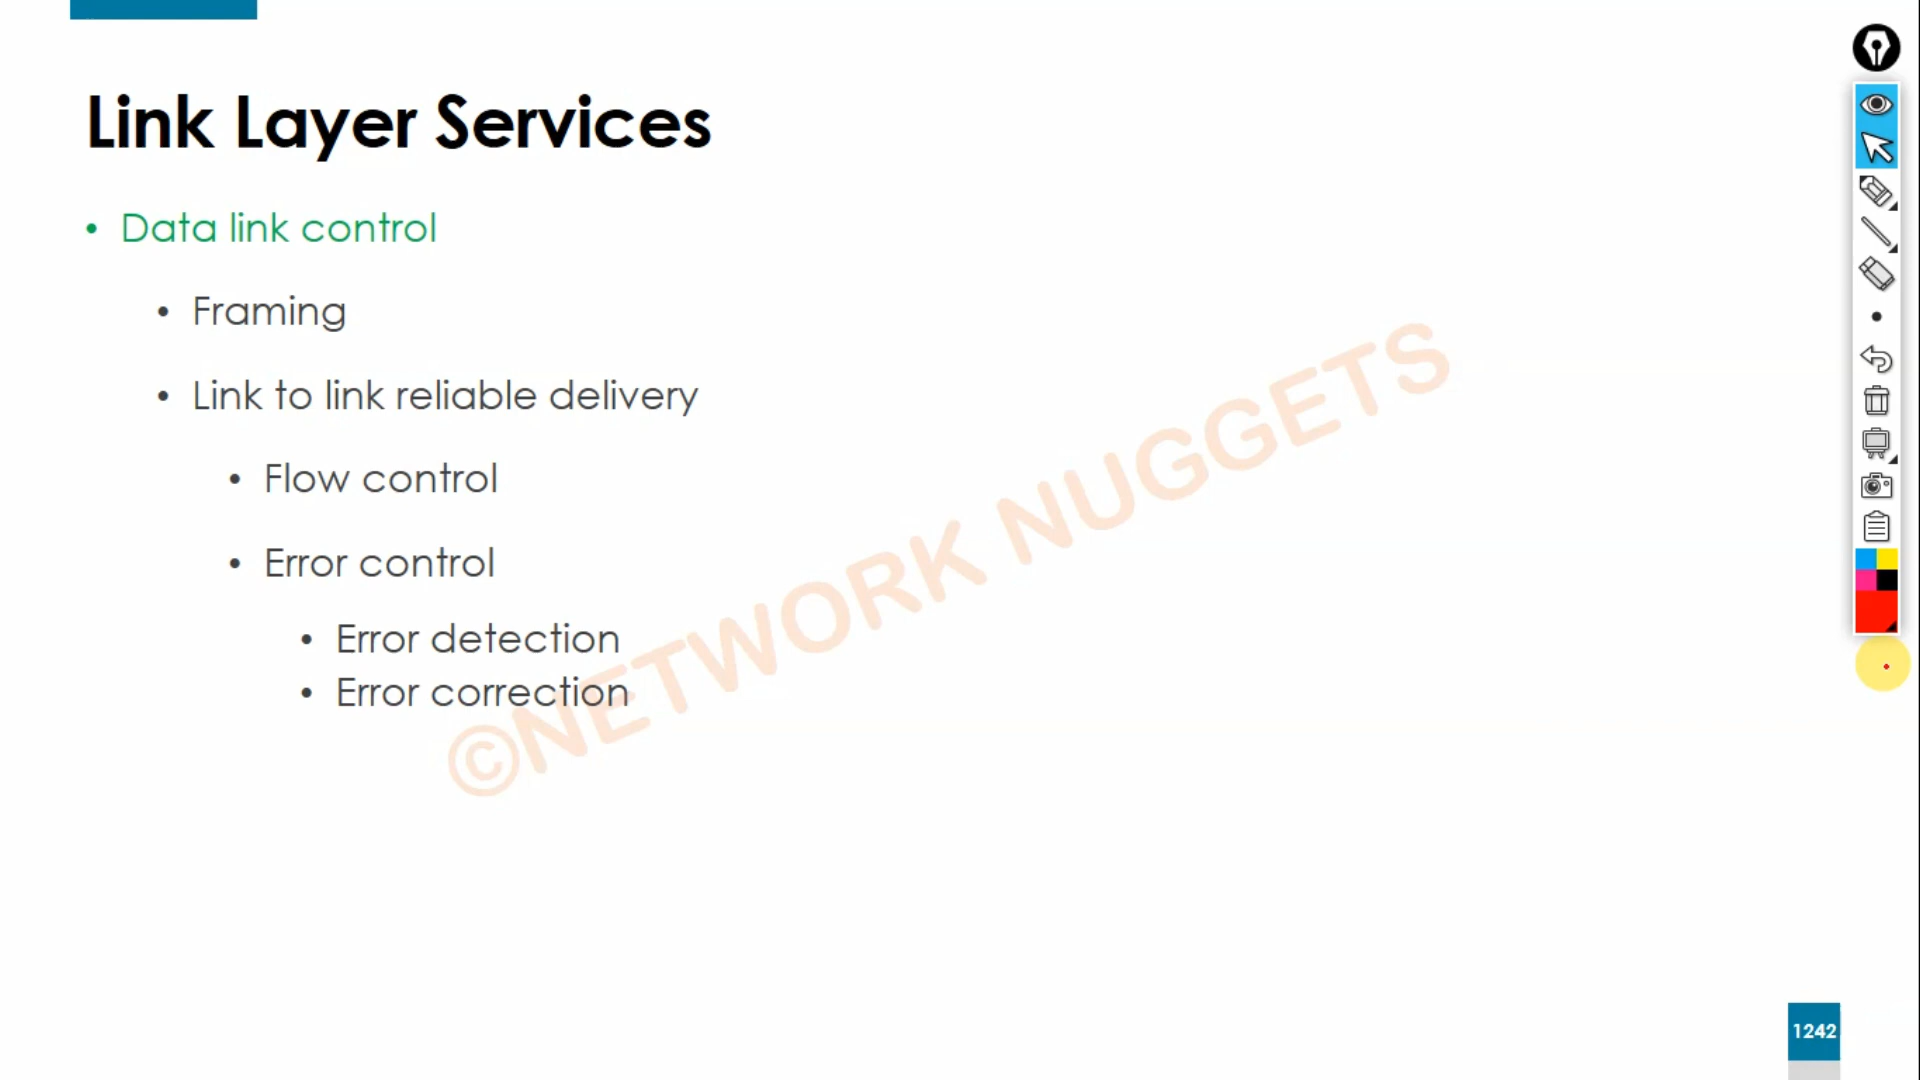 Link Layer Services
• Data link control
• Framing
• Link to link reliable delivery
• Flow control
• Error control
• Error detection
• Error correction
©NETWORK NUGGETS
1242